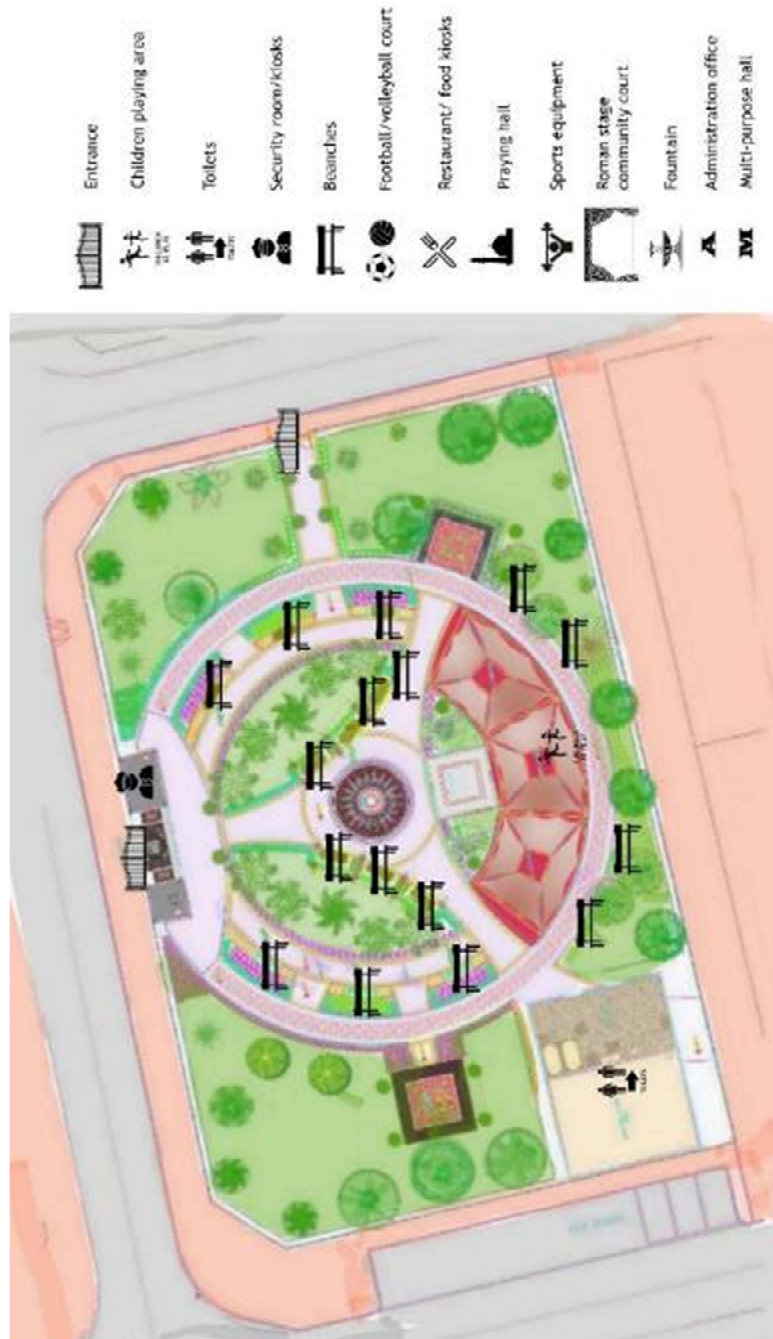 Entrance
Children playing area
Toilets
Security room/kiosks
Beanches
Football/volleyball court
Restaurant/ food kiosks
Praying hall
Sports equipment
Roman stage
community court
Fountain
A
Administration office
M
Multi-purpose hall